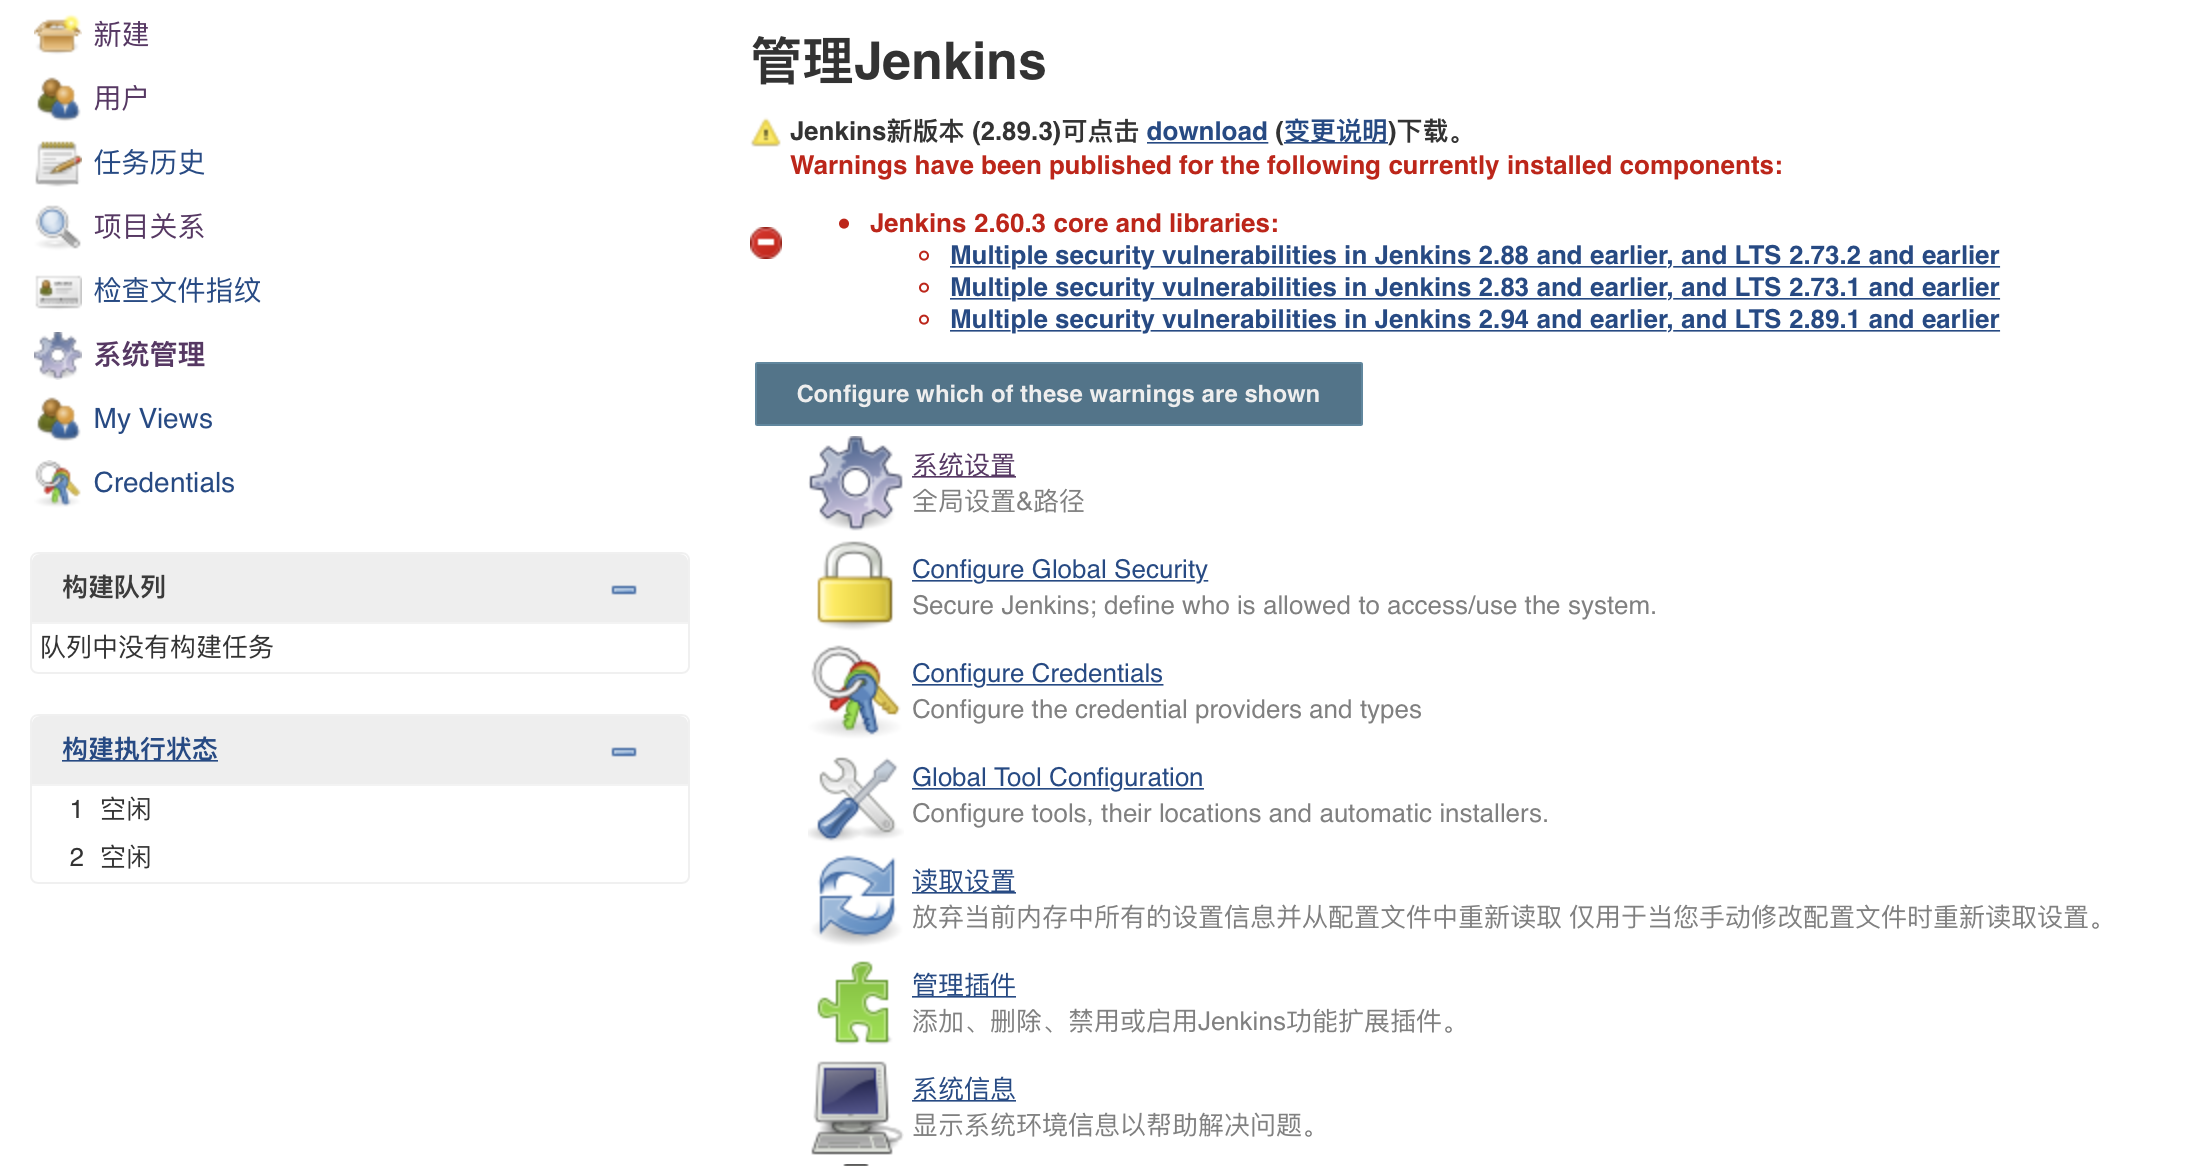 新建
用户
任务历史
项目关系
检查文件指纹
系统管理
My Views
Credentials
构建队列
队列中没有构建任务
构建执行状态
1 空闲
2 空闲
管理Jenkins
Jenkins新版本 (2.89.3)可点击 download (变更说明)下载。
Warnings have been published for the following currently installed components:
Jenkins 2.60.3 core and libraries:
Multiple security vulnerabilities in Jenkins 2.88 and earlier, and LTS 2.73.2 and earlier
Multiple security vulnerabilities in Jenkins 2.83 and earlier, and LTS 2.73.1 and earlier
Multiple security vulnerabilities in Jenkins 2.94 and earlier, and LTS 2.89.1 and earlier
Configure which of these warnings are shown
系统设置
全局设置&路径
Configure Global Security
Secure Jenkins; define who is allowed to access/use the system.
Configure Credentials
Configure the credential providers and types
Global Tool Configuration
Configure tools, their locations and automatic installers.
读取设置
放弃当前内存中所有的设置信息并从配置文件中重新读取 仅用于当您手动修改配置文件时重新读取设置。
管理插件
添加、删除、禁用或启用Jenkins功能扩展插件。
系统信息
显示系统环境信息以帮助解决问题。